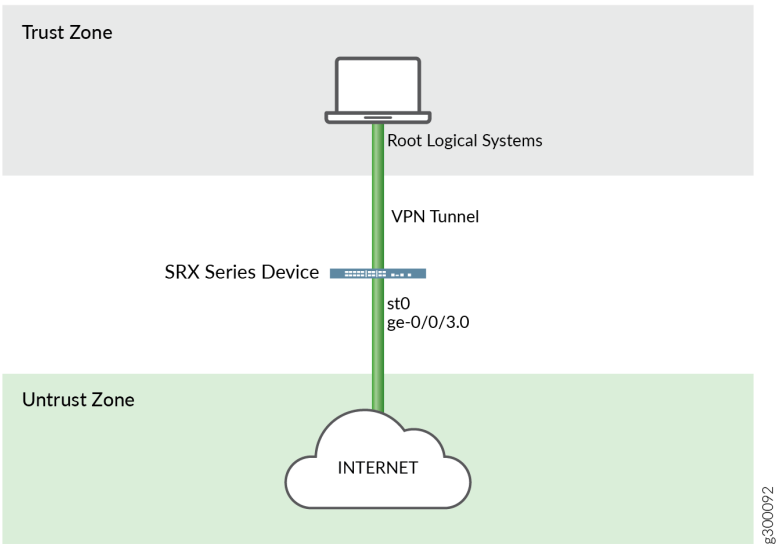 Trust Zone
Root Logical Systems
VPN Tunnel
SRX Series Device
st0
ge-0/0/3.0
Untrust Zone
INTERNET
g300092